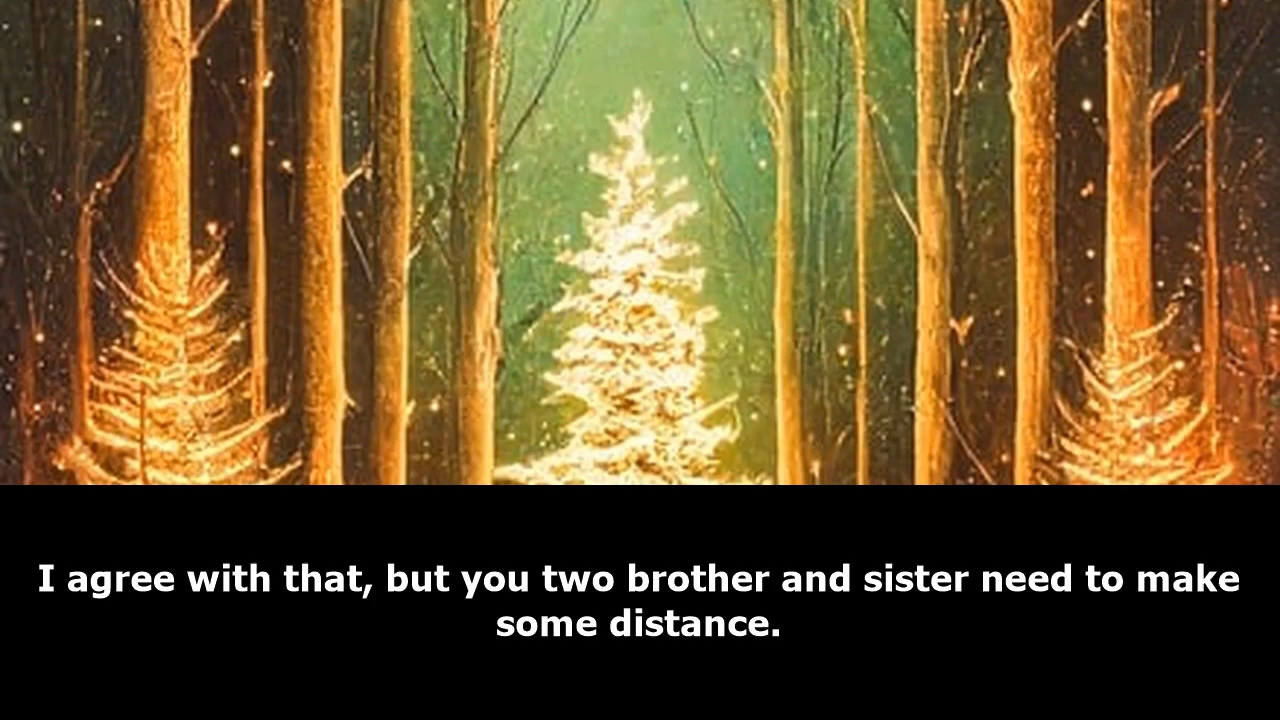 I agree with that, but you two brother and sister need to make
some distance.